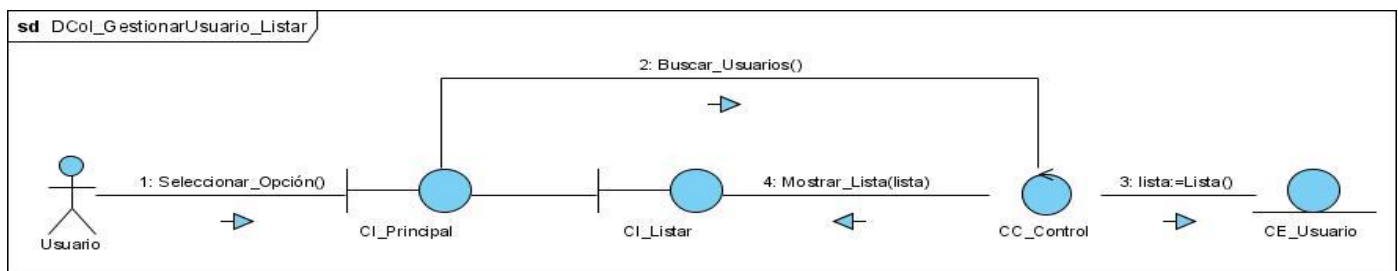 sd DCol_GestionarUsuario_Listar
2: Buscar_Usuarios()
1: Seleccionar_Opción()
4: Mostrar_Lista(lista)
3: lista:=Lista()
Usuario
CI_Principal
CI_Listar
CC_Control
CE_Usuario